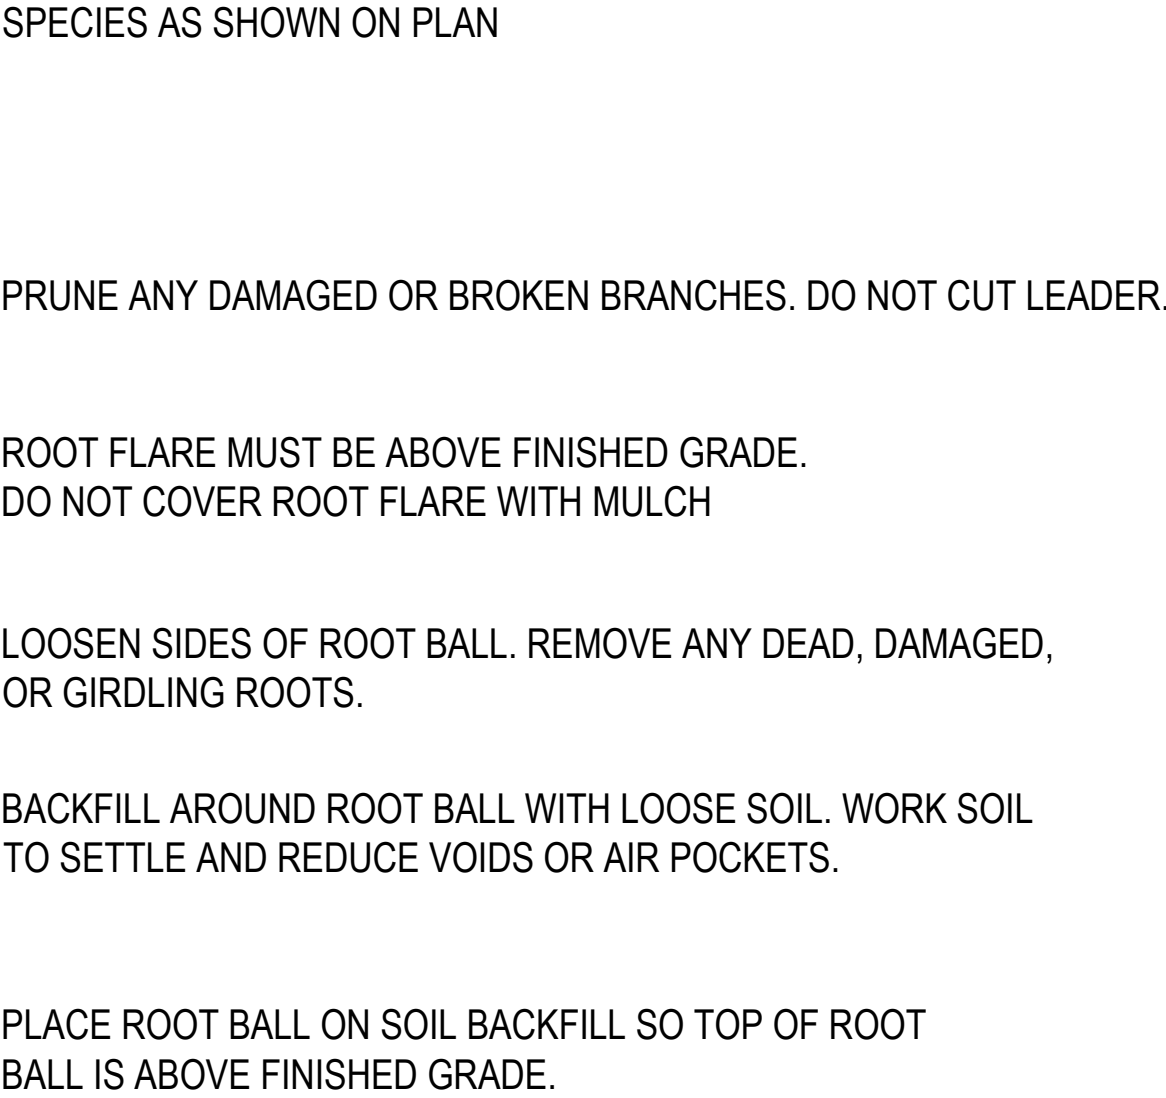 SPECIES AS SHOWN ON PLAN
PRUNE ANY DAMAGED OR BROKEN BRANCHES. DO NOT CUT LEADER.
ROOT FLARE MUST BE ABOVE FINISHED GRADE.
DO NOT COVER ROOT FLARE WITH MULCH
LOOSEN SIDES OF ROOT BALL. REMOVE ANY DEAD, DAMAGED,
OR GIRDLING ROOTS.
BACKFILL AROUND ROOT BALL WITH LOOSE SOIL. WORK SOIL
TO SETTLE AND REDUCE VOIDS OR AIR POCKETS.
PLACE ROOT BALL ON SOIL BACKFILL SO TOP OF ROOT
BALL IS ABOVE FINISHED GRADE.